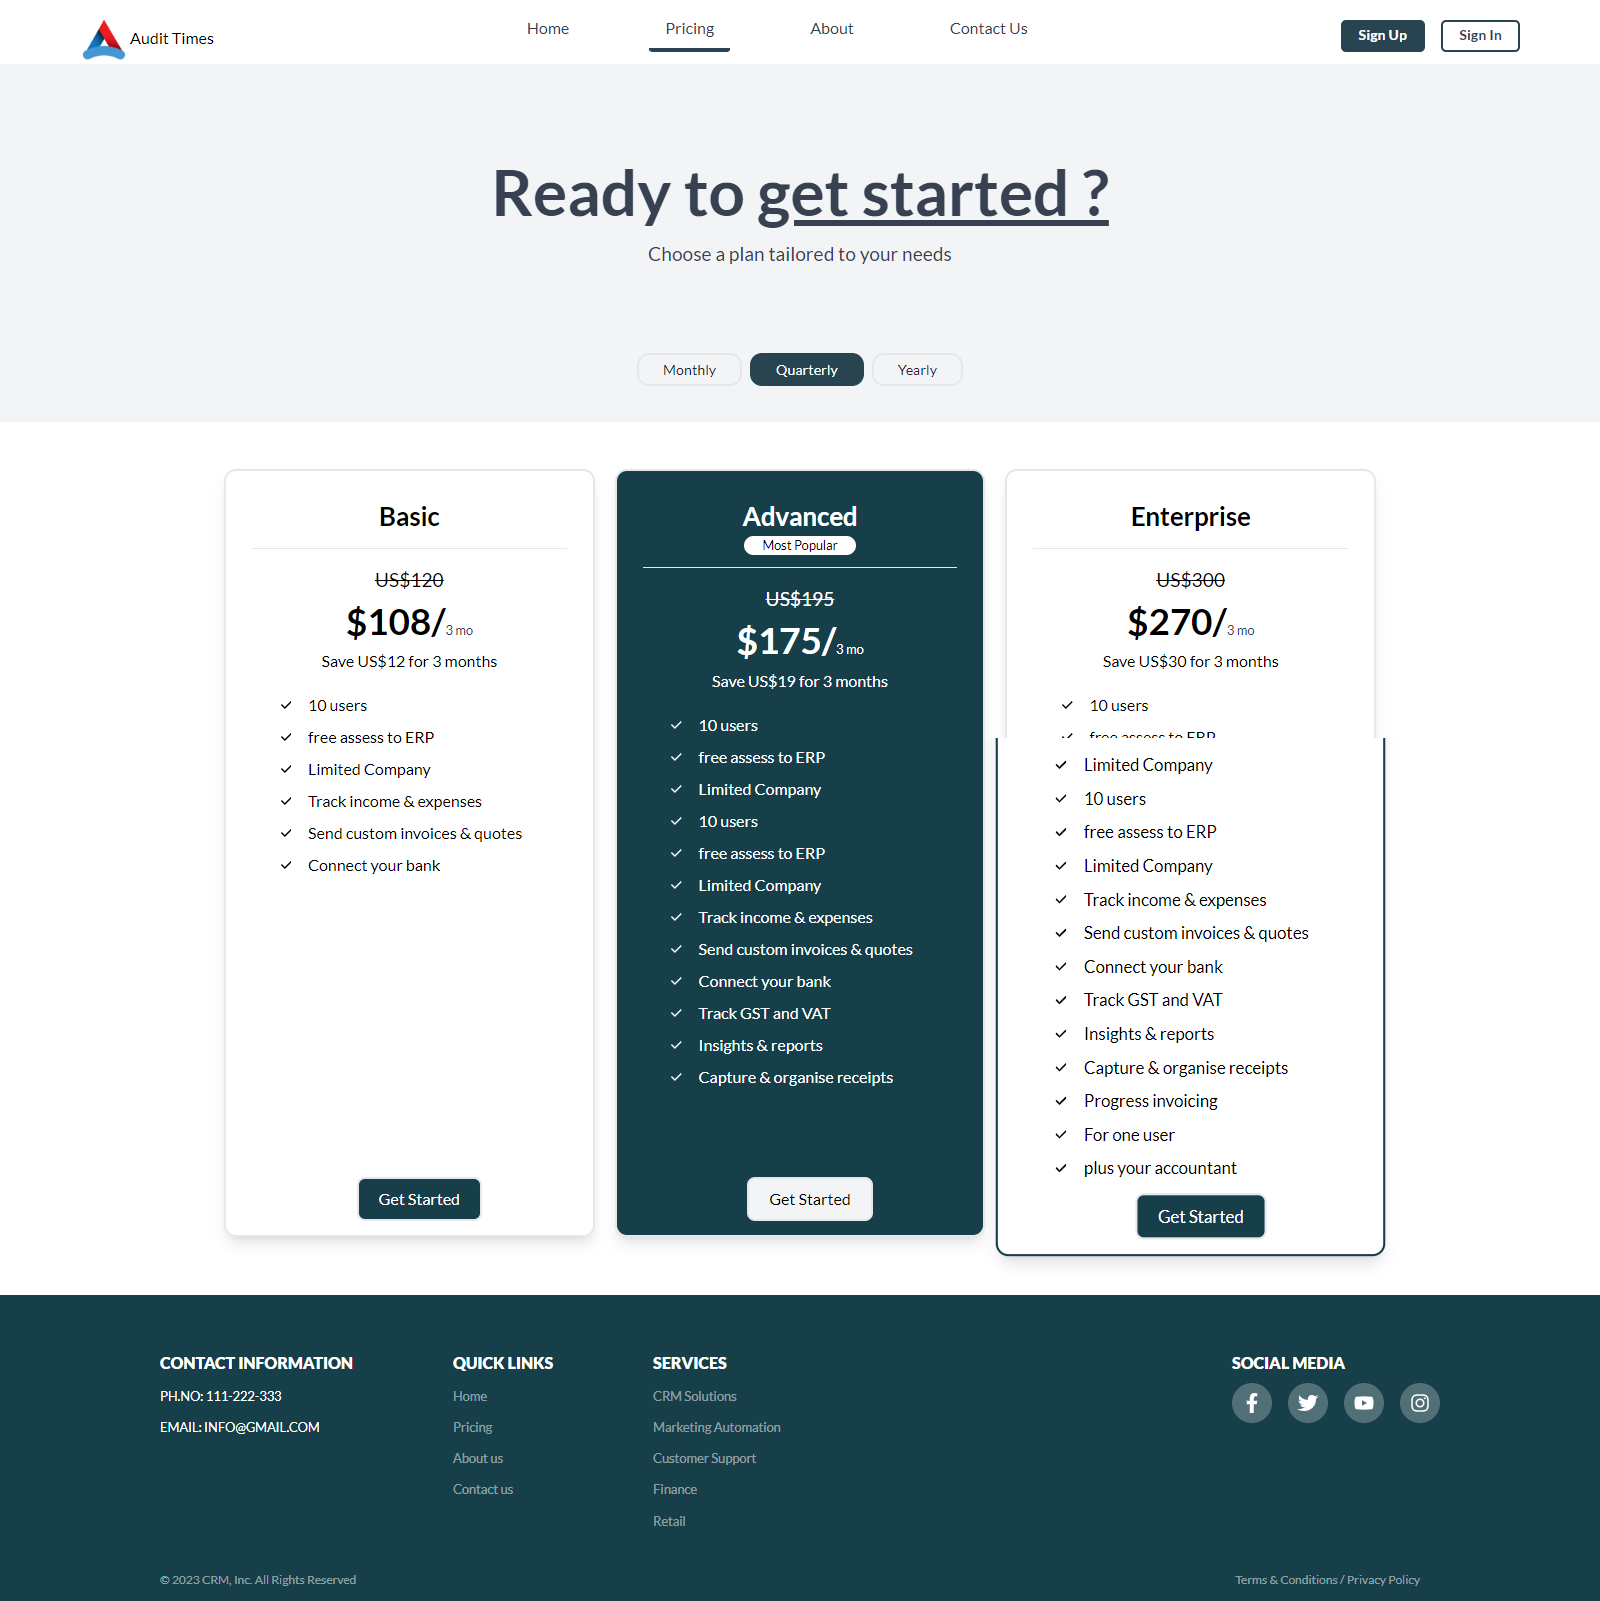 Audit Times
Home
Pricing
About
Contact Us
Sign Up
Sign In
Ready to get started ?
Choose a plan tailored to your needs
Monthly
Quarterly
Yearly
Basic
US$120
$108/3 mo
Save US$12 for 3 months
10 users
free assess to ERP
Limited Company
Track income & expenses
Send custom invoices & quotes
Connect your bank
Get Started
Advanced
Most Popular
US$195
$175/3 mo
Save US$19 for 3 months
10 users
free assess to ERP
Limited Company
10 users
free assess to ERP
Limited Company
Track income & expenses
Send custom invoices & quotes
Connect your bank
Track GST and VAT
Insights & reports
Capture & organise receipts
Get Started
Enterprise
US$300
$270/3 mo
Save US$30 for 3 months
10 users
free assess to ERP
Limited Company
10 users
free assess to ERP
Limited Company
Track income & expenses
Send custom invoices & quotes
Connect your bank
Track GST and VAT
Insights & reports
Capture & organise receipts
Progress invoicing
For one user
plus your accountant
Get Started
CONTACT INFORMATION
PH.NO: 111-222-333
EMAIL: INFO@GMAIL.COM
QUICK LINKS
Home
Pricing
About us
Contact us
SERVICES
CRM Solutions
Marketing Automation
Customer Support
Finance
Retail
SOCIAL MEDIA
© 2023 CRM, Inc. All Rights Reserved
Terms & Conditions / Privacy Policy